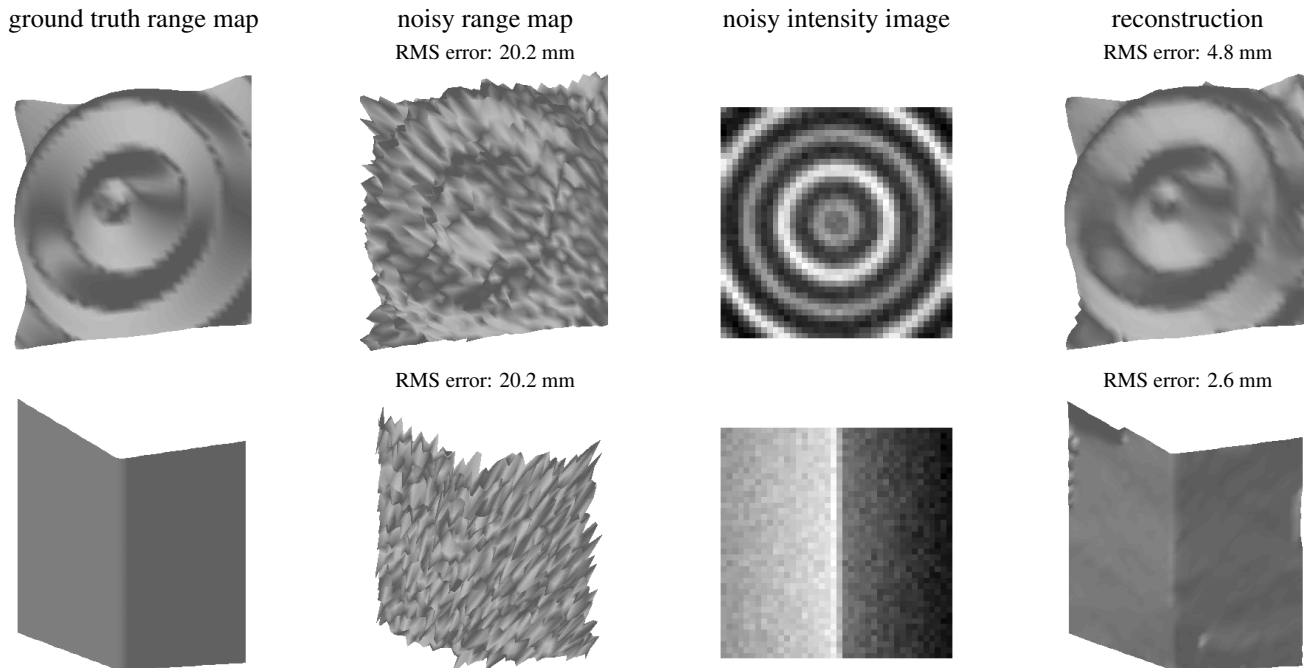 ground truth range map
noisy range map
noisy intensity image
reconstruction
RMS error: 20.2 mm
RMS error: 4.8 mm
RMS error: 20.2 mm
RMS error: 2.6 mm